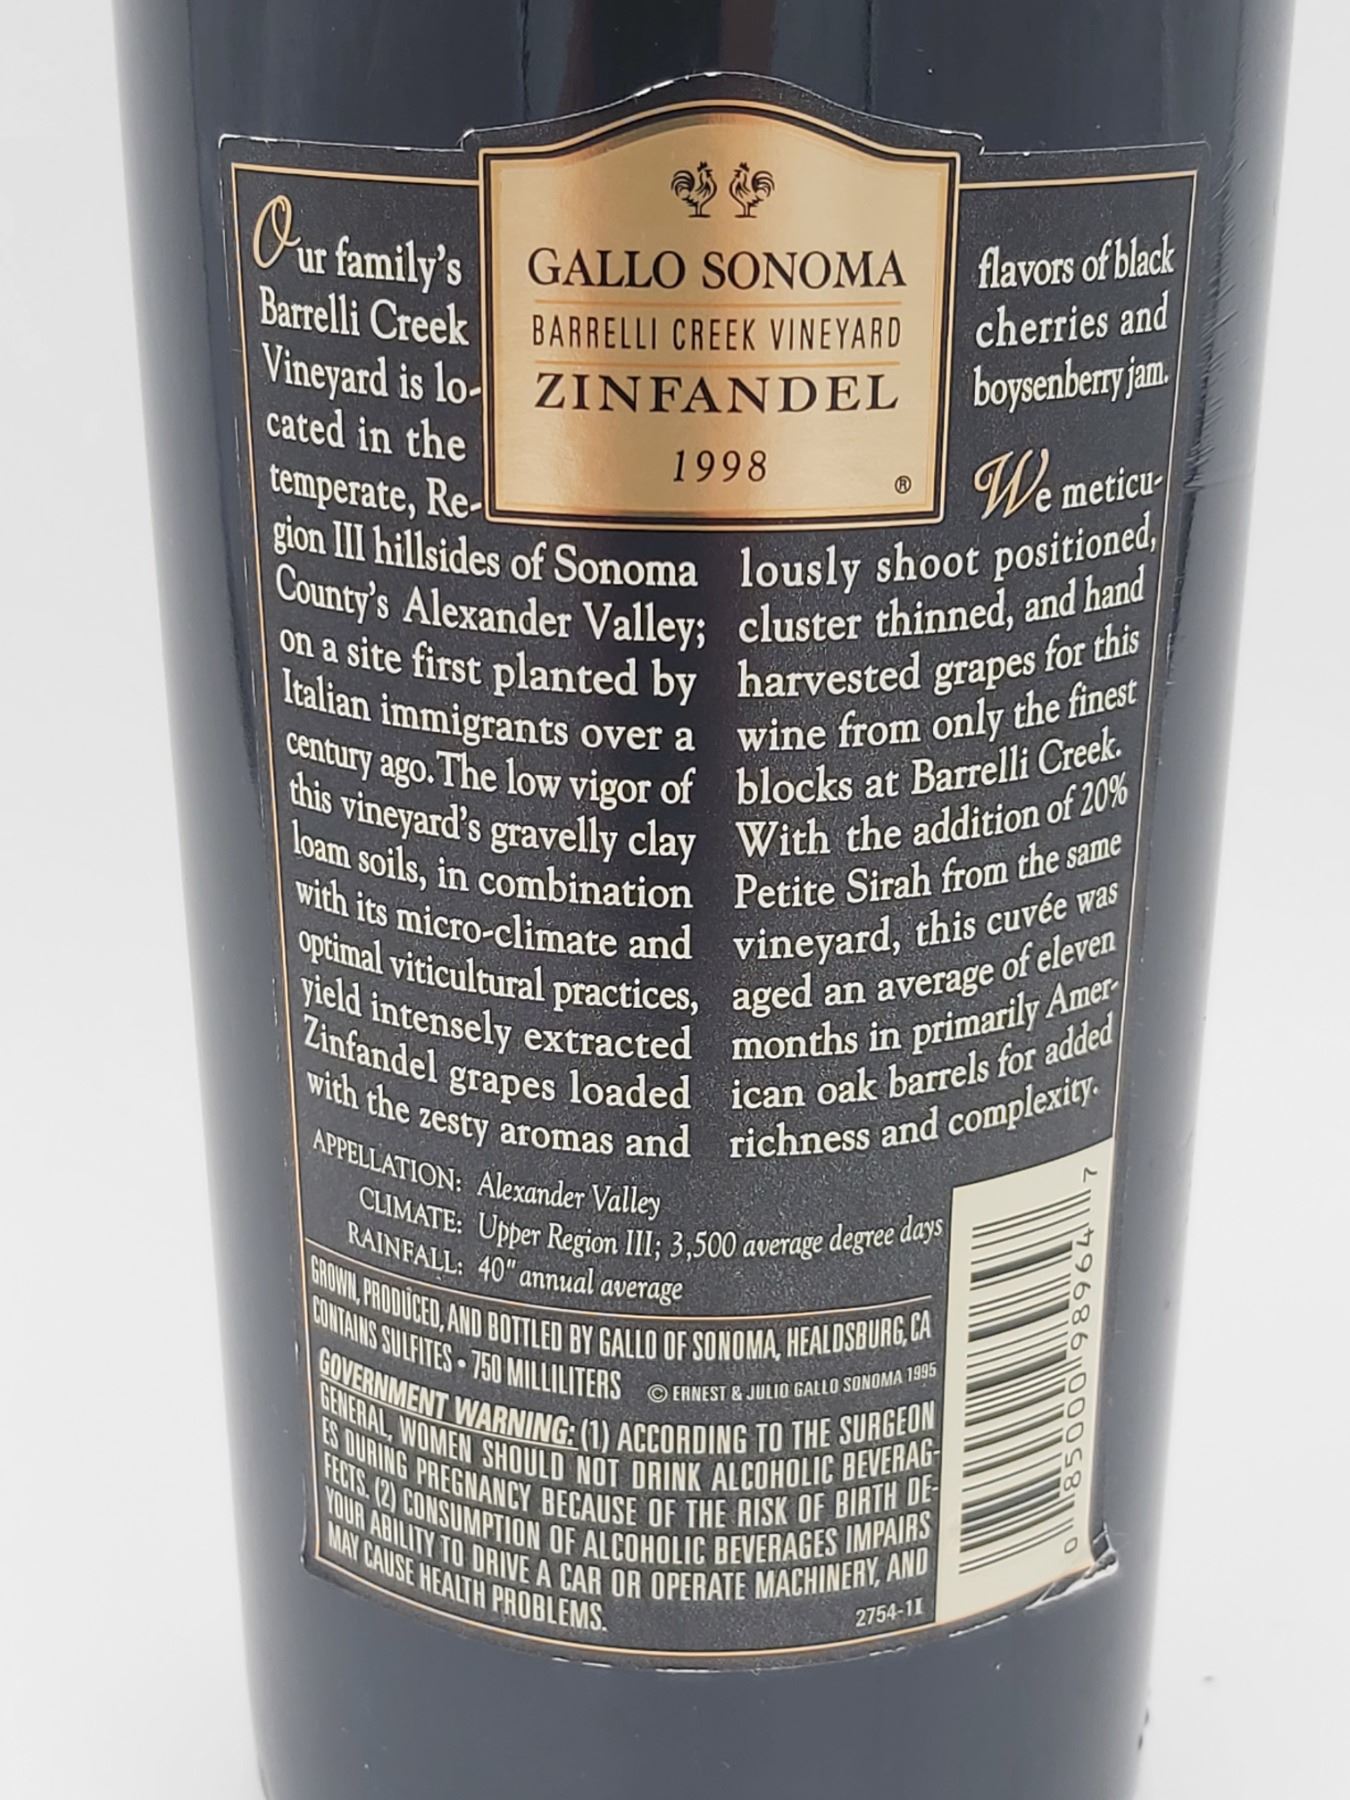 GALLO SONOMA
BARRELLI CREEK VINEYARD
ZINFANDEL
1998
®
Our family's
Barrelli Creek
Vineyard is lo-
cated in the
temperate, Re-
gion III hillsides of Sonoma
County's Alexander Valley;
on a site first planted by
Italian immigrants over a
century ago. The low vigor of
this vineyard's gravelly clay
loam soils, in combination
with its micro-climate and
optimal viticultural practices,
yield intensely extracted
Zinfandel grapes loaded
with the zesty aromas and
flavors of black
cherries and
boysenberry jam.
We meticu-
lously shoot positioned,
cluster thinned, and hand
harvested grapes for this
wine from only the finest
blocks at Barrelli Creek.
With the addition of 20%
Petite Sirah from the same
vineyard, this cuvée was
aged an average of eleven
months in primarily Amer-
ican oak barrels for added
richness and complexity.
APPELLATION: Alexander Valley
CLIMATE: Upper Region III; 3,500 average degree days
RAINFALL: 40" annual average
GROWN, PRODUCED, AND BOTTLED BY GALLO OF SONOMA, HEALDSBURG, CA
CONTAINS SULFITES • 750 MILLILITERS © ERNEST & JULIO GALLO SONOMA 1995
GOVERNMENT WARNING: (1) ACCORDING TO THE SURGEON
GENERAL, WOMEN SHOULD NOT DRINK ALCOHOLIC BEVERAG-
ES DURING PREGNANCY BECAUSE OF THE RISK OF BIRTH DE-
FECTS. (2) CONSUMPTION OF ALCOHOLIC BEVERAGES IMPAIRS
YOUR ABILITY TO DRIVE A CAR OR OPERATE MACHINERY, AND
MAY CAUSE HEALTH PROBLEMS.
2754-1I
0 85000 98964 7